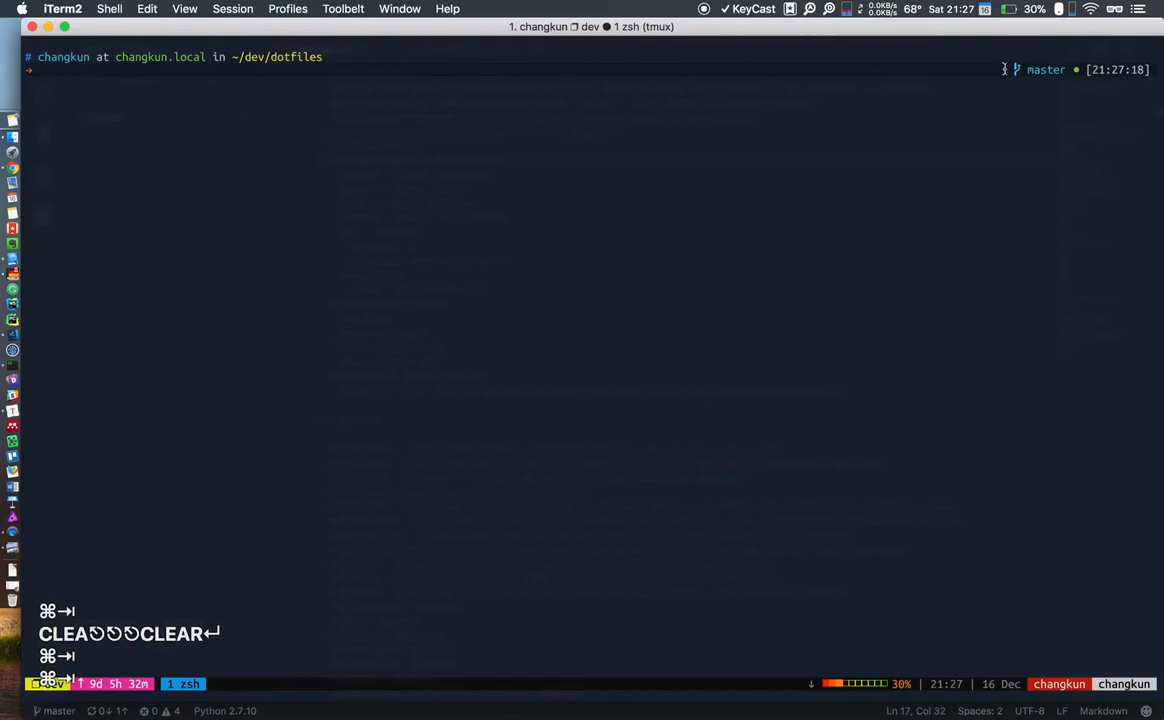 iTerm2 Shell Edit View Session Profiles Toolbelt Window Help ✓ KeyCast 0.0KB/s 0.0KB/s 68° Sat 21:27 16 30%
1. changkun ❐ dev ● 1 zsh (tmux)
# changkun at changkun.local in ~/dev/dotfiles
→ master ● [21:27:18]
⌘⇥
CLEA⎋⎋⎋CLEAR↵
⌘⇥
⌘⇥
❐ dev ↑ 9d 5h 32m 1 zsh ↓ 30% | 21:27 | 16 Dec changkun changkun
master 0↓ 1↑ 0 4 Python 2.7.10 Ln 17, Col 32 Spaces: 2 UTF-8 LF Markdown